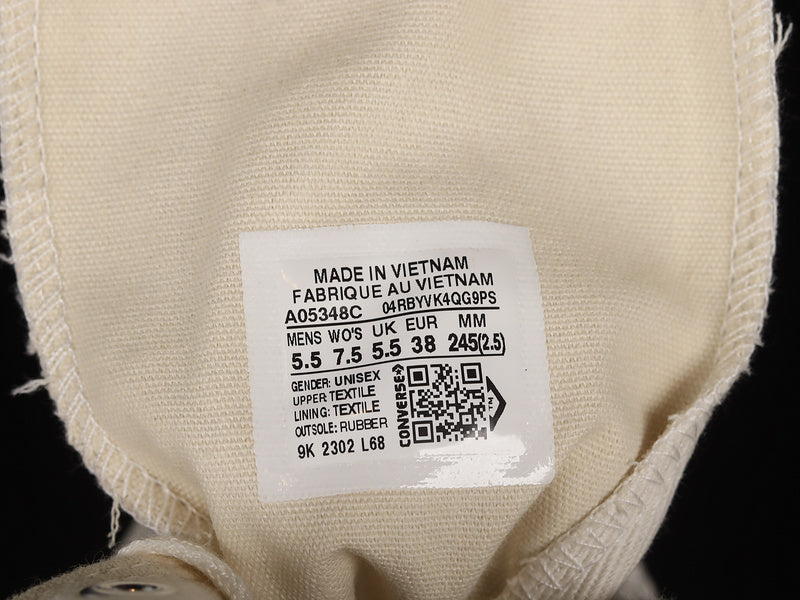 MADE IN VIETNAM
FABRIQUE AU VIETNAM
A05348C 04RBYVK4QG9PS
MENS WO'S UK EUR MM
5.5 7.5 5.5 38 245(2.5)
GENDER: UNISEX
UPPER: TEXTILE
LINING: TEXTILE
OUTSOLE: RUBBER
9K 2302 L68
CONVERSE
TM